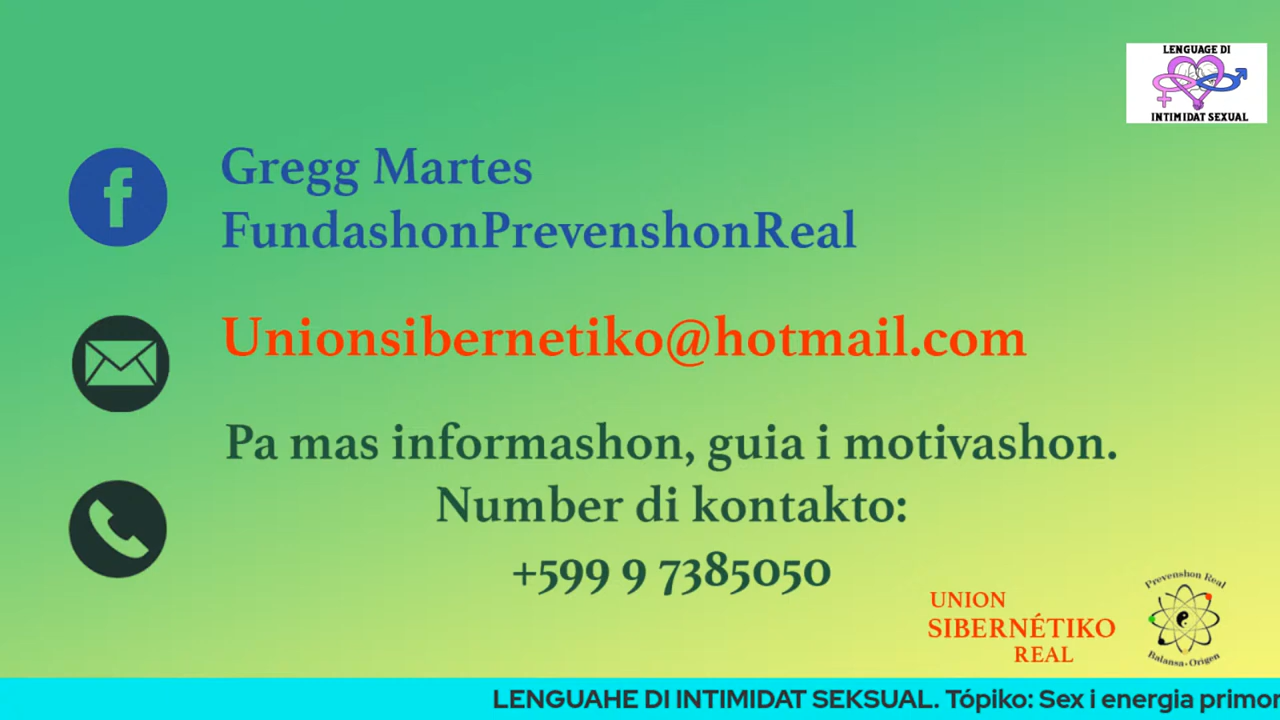 LENGUAGE DI
INTIMIDAT SEXUAL
Gregg Martes
FundashonPrevenshonReal
Unionsibernetiko@hotmail.com
Pa mas informashon, guia i motivashon.
Number di kontakto:
+599 9 7385050
UNION
SIBERNÉTIKO
REAL
Prevenshon Real
Balansa-Origen
LENGUAHE DI INTIMIDAT SEKSUAL. Tópiko: Sex i energia